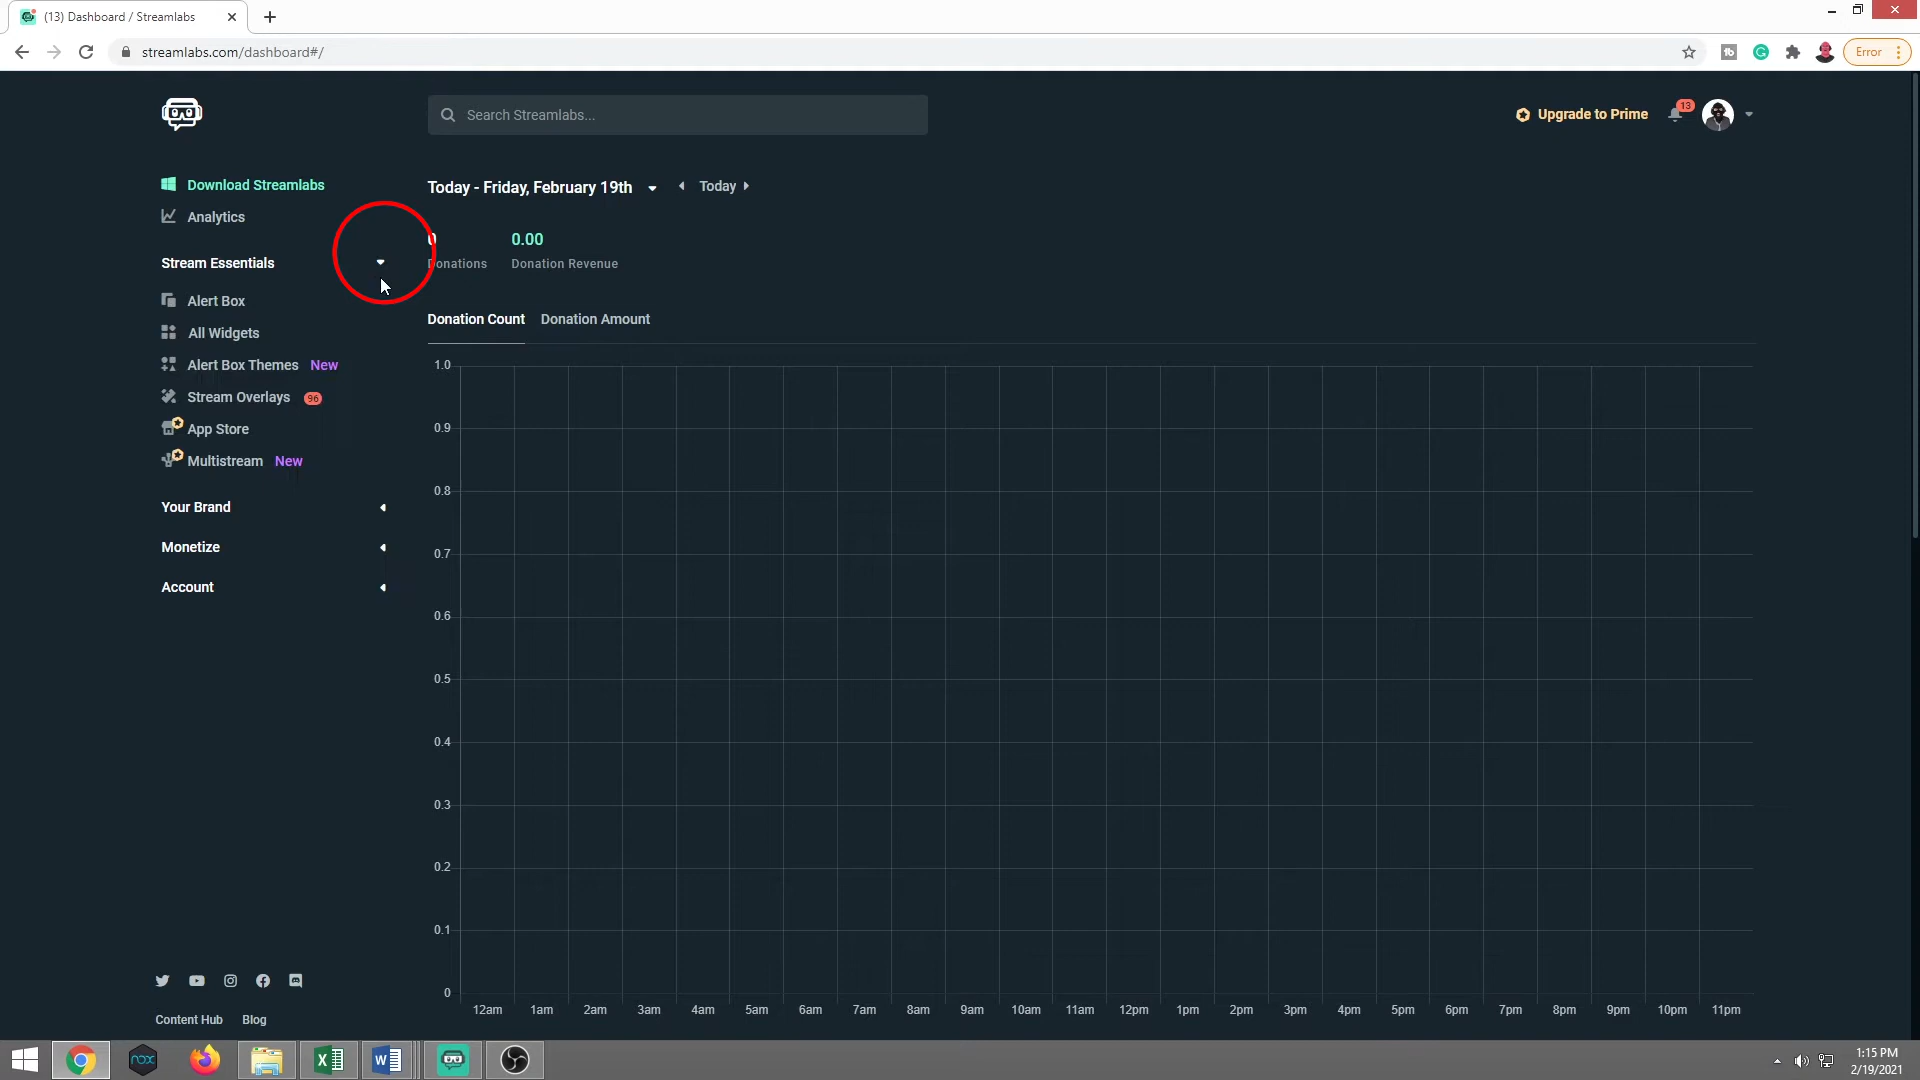 (13) Dashboard / Streamlabs
streamlabs.com/dashboard#/
Error
Search Streamlabs...
Upgrade to Prime
13
Download Streamlabs
Analytics
Stream Essentials
Alert Box
All Widgets
Alert Box Themes New
Stream Overlays 96
App Store
Multistream New
Your Brand
Monetize
Account
Today - Friday, February 19th
Today
0 0.00
Donations Donation Revenue
Donation Count Donation Amount
1.0
0.9
0.8
0.7
0.6
0.5
0.4
0.3
0.2
0.1
0
12am 1am 2am 3am 4am 5am 6am 7am 8am 9am 10am 11am 12pm 1pm 2pm 3pm 4pm 5pm 6pm 7pm 8pm 9pm 10pm 11pm
Content Hub Blog
nox
1:15 PM
2/19/2021